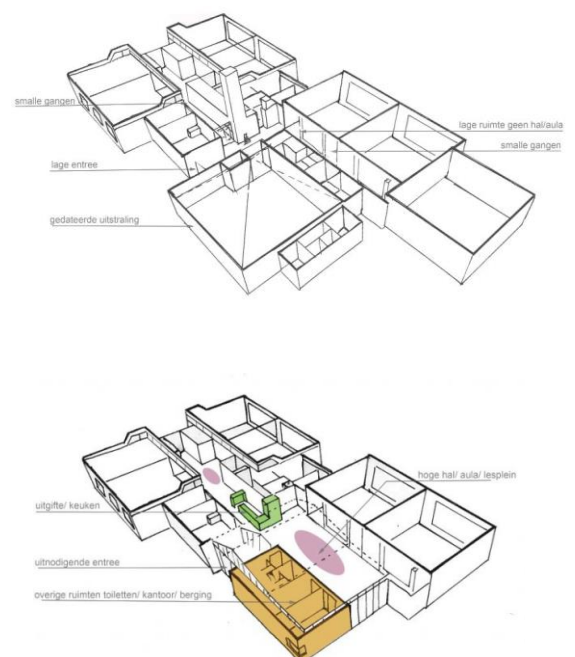 smalle gangen
lage ruimte geen hal/aula
smalle gangen
lage entree
gedateerde uitstraling
hoge hal/ aula/ lesplein
uitgifte/ keuken
uitnodigende entree
overige ruimten toiletten/ kantoor/ berging